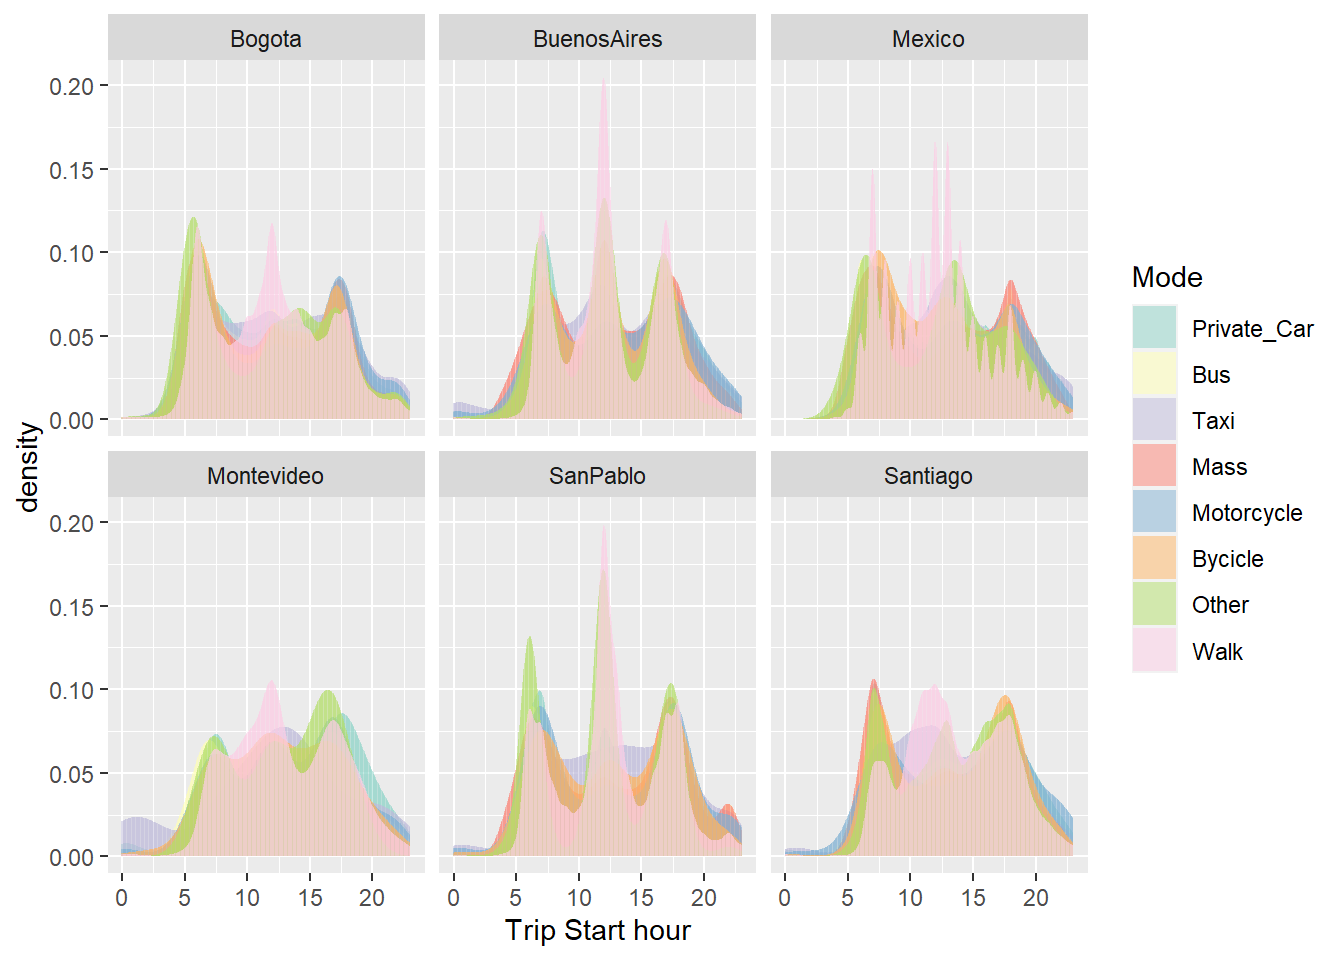 Bogota
BuenosAires
Mexico
0.20
0.15
0.10
0.05
0.00
Montevideo
SanPablo
Santiago
0.20
0.15
0.10
0.05
0.00
0 5 10 15 20
0 5 10 15 20
0 5 10 15 20
Trip Start hour
density
Mode
Private_Car
Bus
Taxi
Mass
Motorcycle
Bycicle
Other
Walk